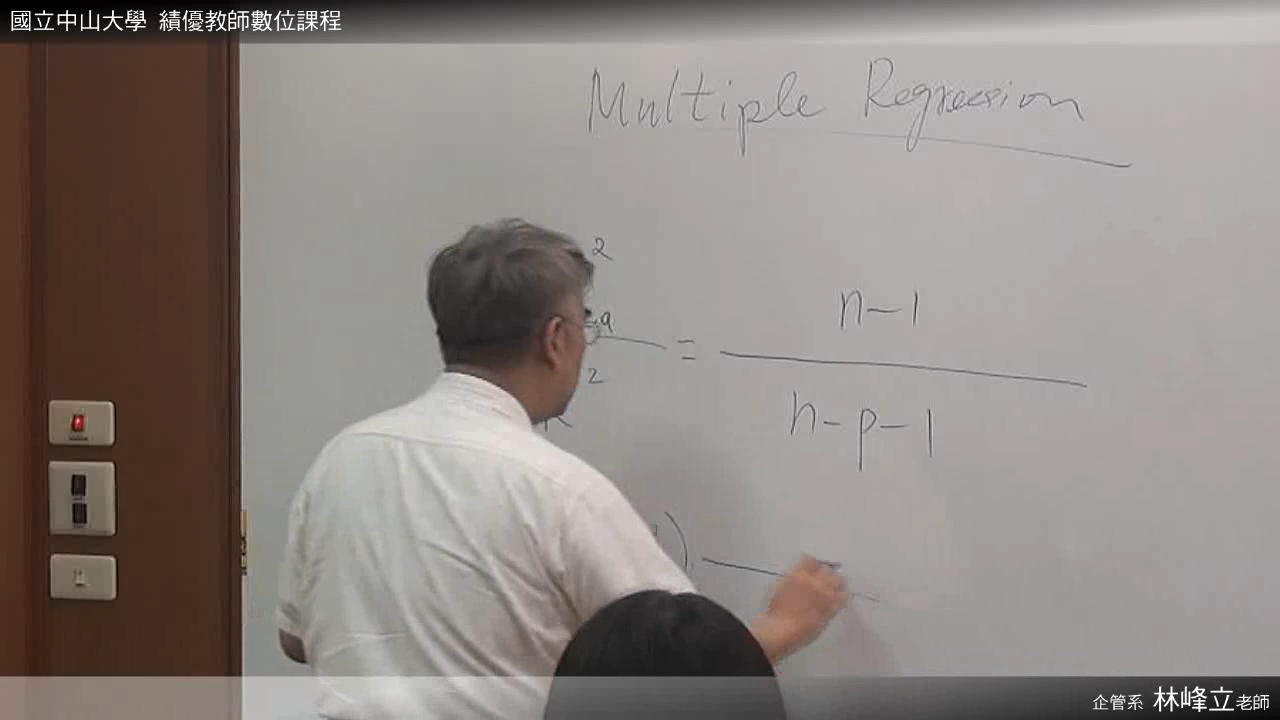 國立中山大學 績優教師數位課程
Multiple Regression
2
a
= n-1
2
n-p-1
)
企管系 林峰立老師